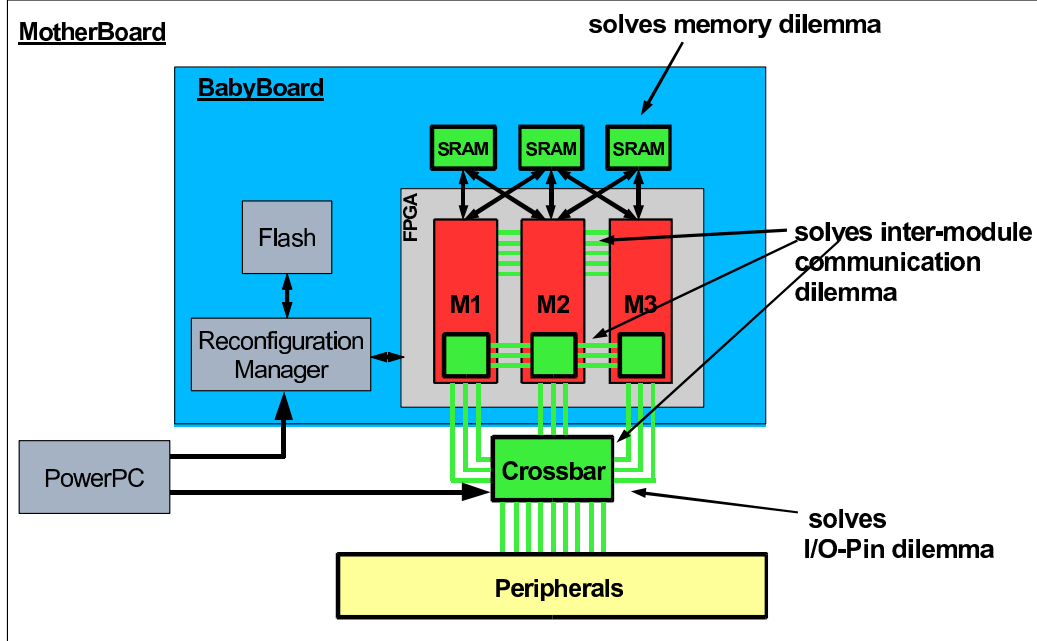 MotherBoard
solves memory dilemma
BabyBoard
SRAM
SRAM
SRAM
FPGA
Flash
solves inter-module
communication
dilemma
M1
M2
M3
Reconfiguration
Manager
PowerPC
Crossbar
solves
I/O-Pin dilemma
Peripherals